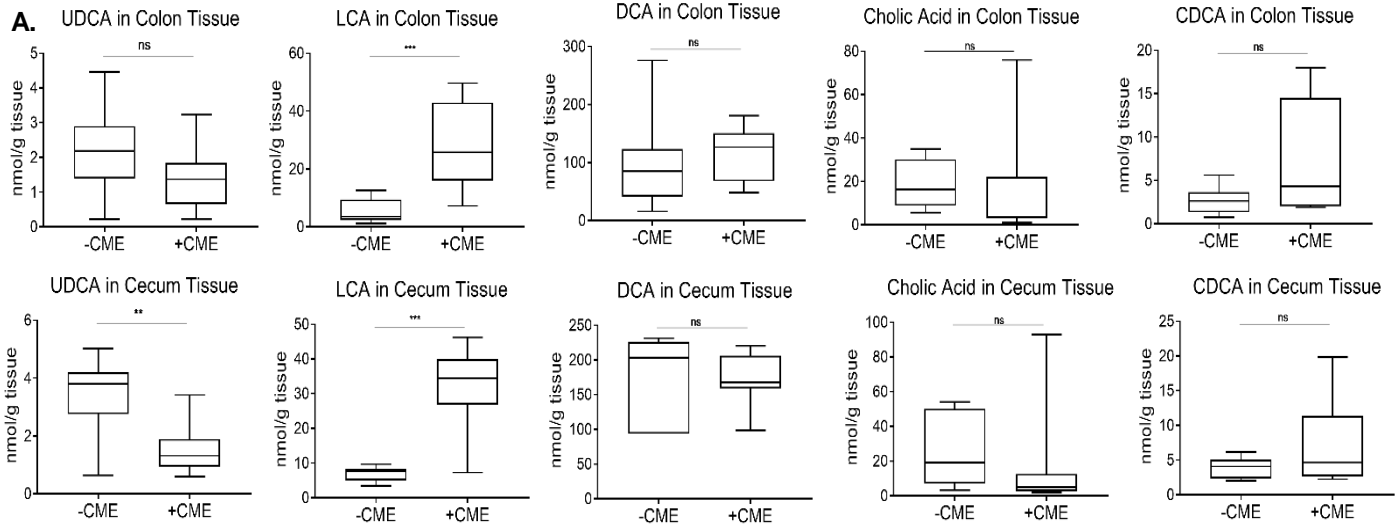 A.
UDCA in Colon Tissue
ns
nmol/g tissue
5
4
3
2
1
0
-CME +CME
LCA in Colon Tissue
***
nmol/g tissue
60
40
20
0
-CME +CME
DCA in Colon Tissue
ns
nmol/g tissue
300
200
100
0
-CME +CME
Cholic Acid in Colon Tissue
ns
nmol/g tissue
80
60
40
20
0
-CME +CME
CDCA in Colon Tissue
ns
nmol/g tissue
20
15
10
5
0
-CME +CME
UDCA in Cecum Tissue
**
nmol/g tissue
6
4
2
0
-CME +CME
LCA in Cecum Tissue
***
nmol/g tissue
50
40
30
20
10
0
-CME +CME
DCA in Cecum Tissue
ns
nmol/g tissue
250
200
150
100
50
0
-CME +CME
Cholic Acid in Cecum Tissue
ns
nmol/g tissue
100
80
60
40
20
0
-CME +CME
CDCA in Cecum Tissue
ns
nmol/g tissue
25
20
15
10
5
0
-CME +CME